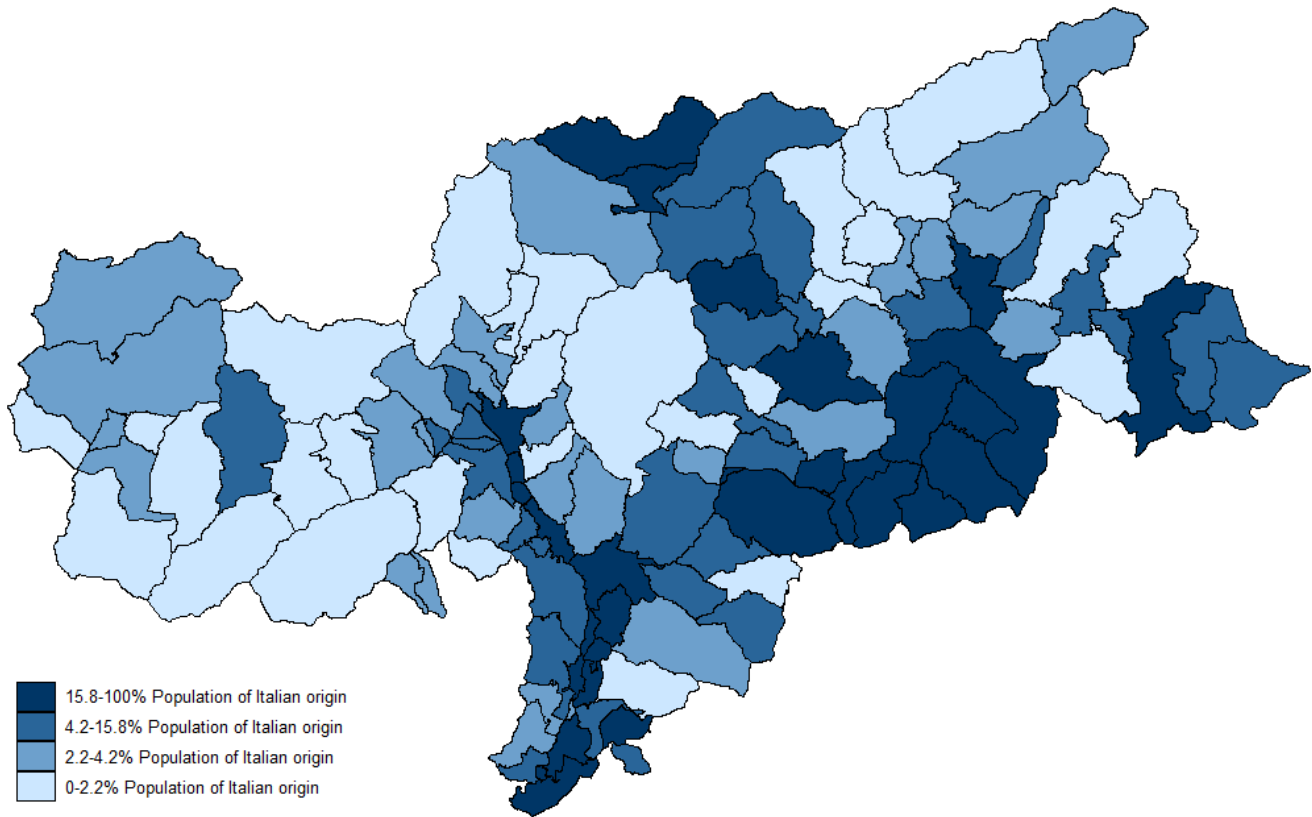 15.8-100% Population of Italian origin
4.2-15.8% Population of Italian origin
2.2-4.2% Population of Italian origin
0-2.2% Population of Italian origin